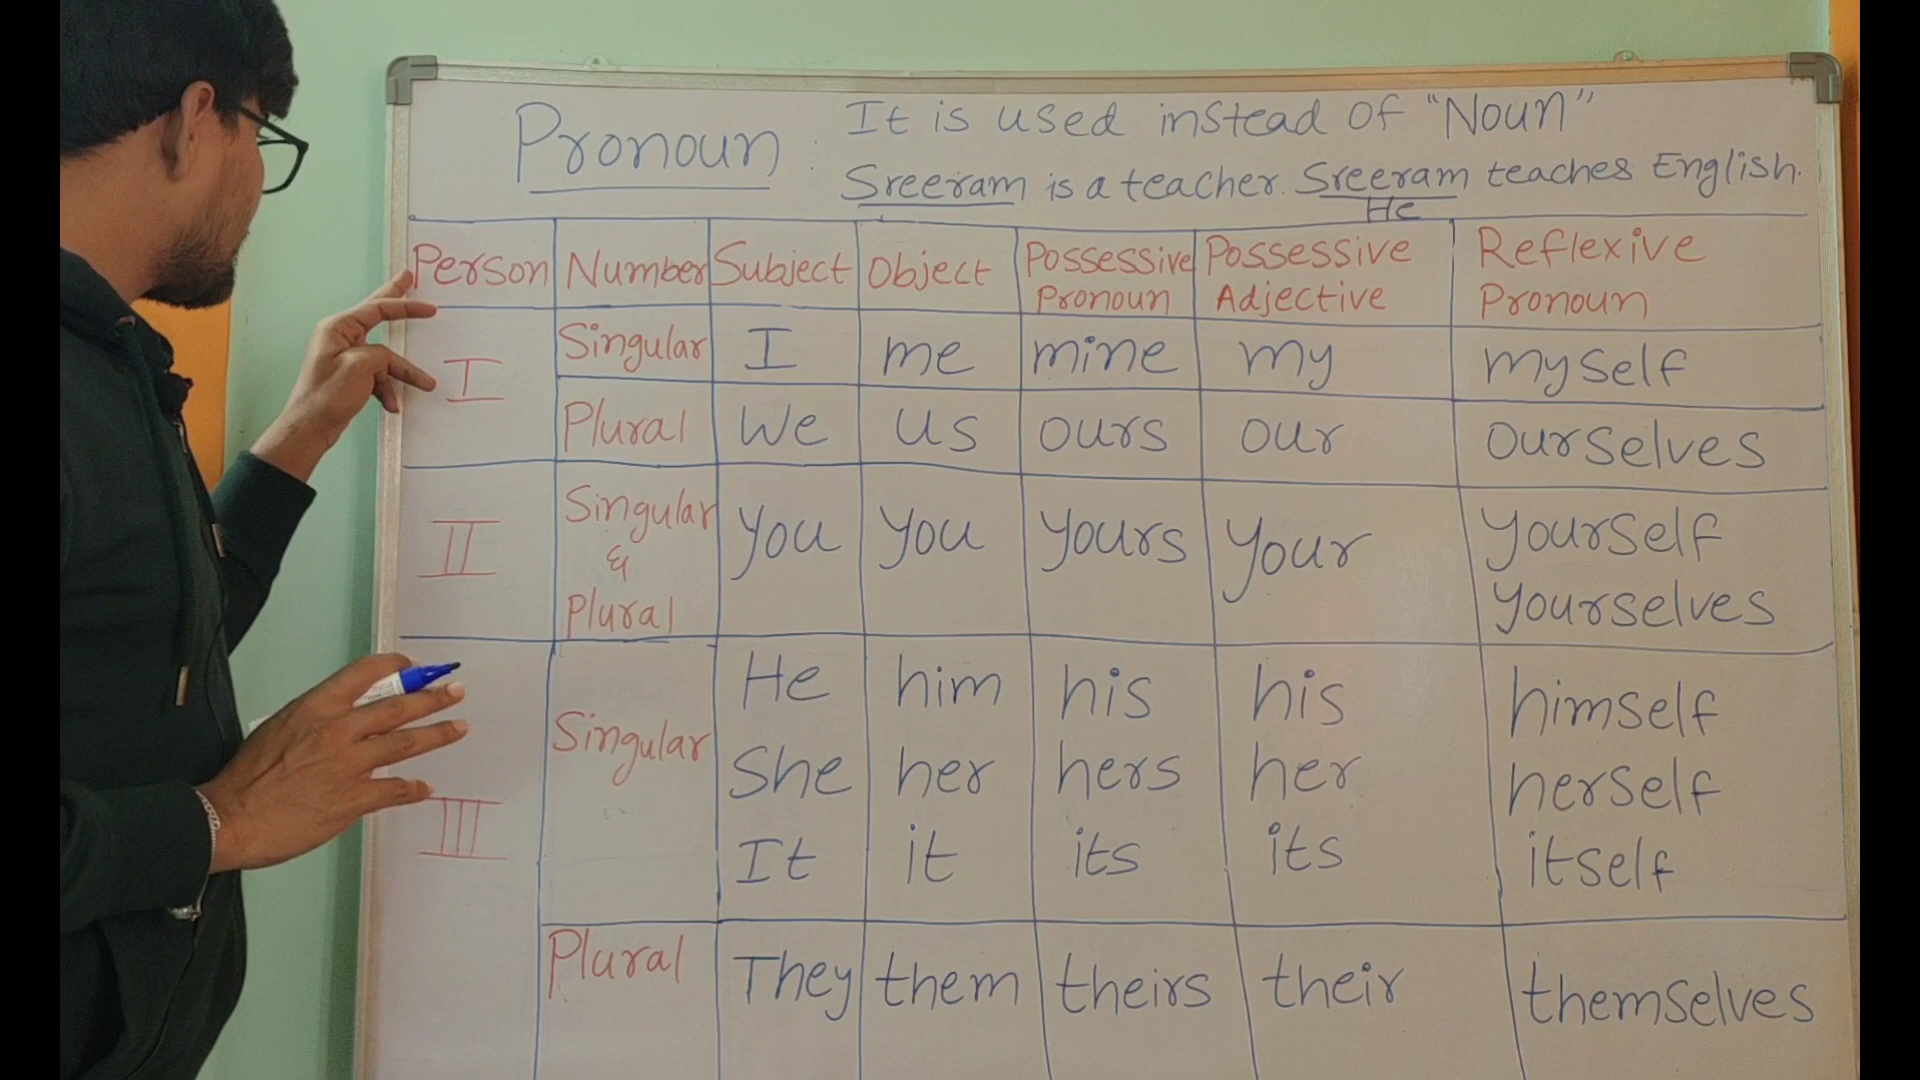 Pronoun : It is used instead of "Noun"
Sreeram is a teacher. Sreeram teaches English.
He
Person Number Subject Object Possessive Pronoun Possessive Adjective Reflexive Pronoun
I Singular I me mine my myself
Plural We us ours our ourselves
II Singular & Plural you you yours your yourself yourselves
III Singular He him his his himself
She her hers her herself
It it its its itself
Plural They them theirs their themselves